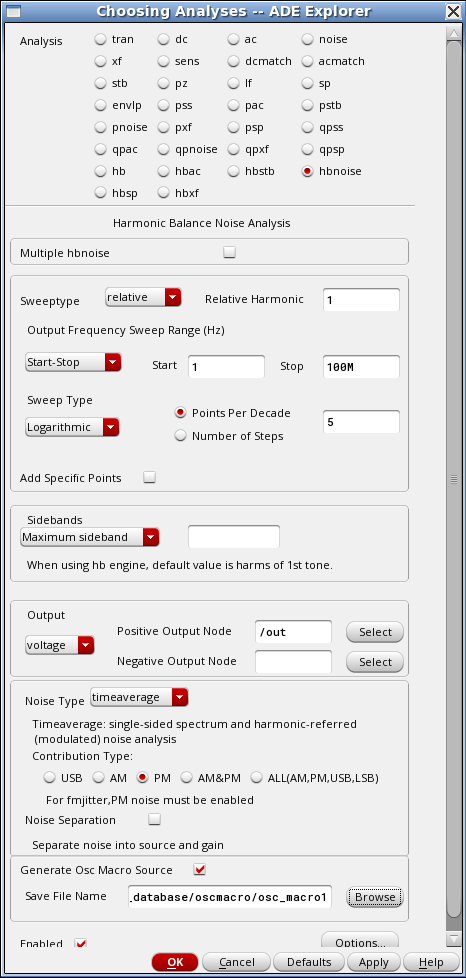 Choosing Analyses -- ADE Explorer
Analysis tran dc ac noise
xf sens dcmatch acmatch
stb pz lf sp
envlp pss pac pstb
pnoise pxf psp qpss
qpac qpnoise qpxf qpsp
hb hbac hbstb hbnoise
hbsp hbxf
Harmonic Balance Noise Analysis
Multiple hbnoise
Sweeptype relative Relative Harmonic 1
Output Frequency Sweep Range (Hz)
Start-Stop Start 1 Stop 100M
Sweep Type
Logarithmic Points Per Decade 5
Number of Steps
Add Specific Points
Sidebands
Maximum sideband
When using hb engine, default value is harms of 1st tone.
Output
voltage Positive Output Node /out Select
Negative Output Node Select
Noise Type timeaverage
Timeaverage: single-sided spectrum and harmonic-referred
(modulated) noise analysis
Contribution Type:
USB AM PM AM&PM ALL(AM,PM,USB,LSB)
For fmjitter,PM noise must be enabled
Noise Separation
Separate noise into source and gain
Generate Osc Macro Source
Save File Name _database/oscmacro/osc_macro1 Browse
Enabled Options...
OK Cancel Defaults Apply Help